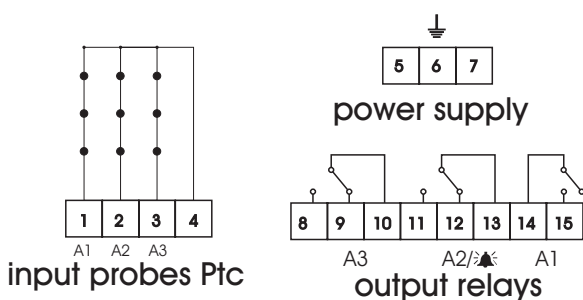 5 6 7
power supply
1 2 3 4
A1 A2 A3
input probes Ptc
8 9 10 11 12 13 14 15
A3 A2/ A1
output relays